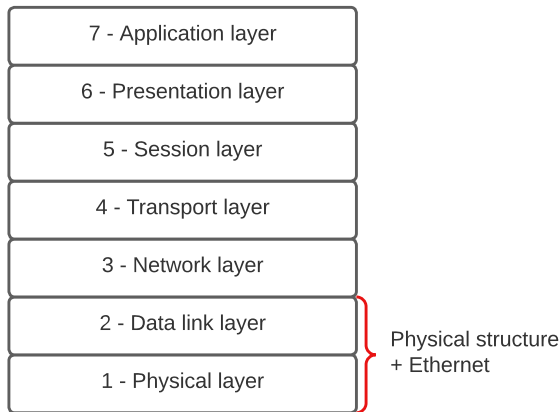 7 - Application layer
6 - Presentation layer
5 - Session layer
4 - Transport layer
3 - Network layer
2 - Data link layer
1 - Physical layer
Physical structure
+ Ethernet